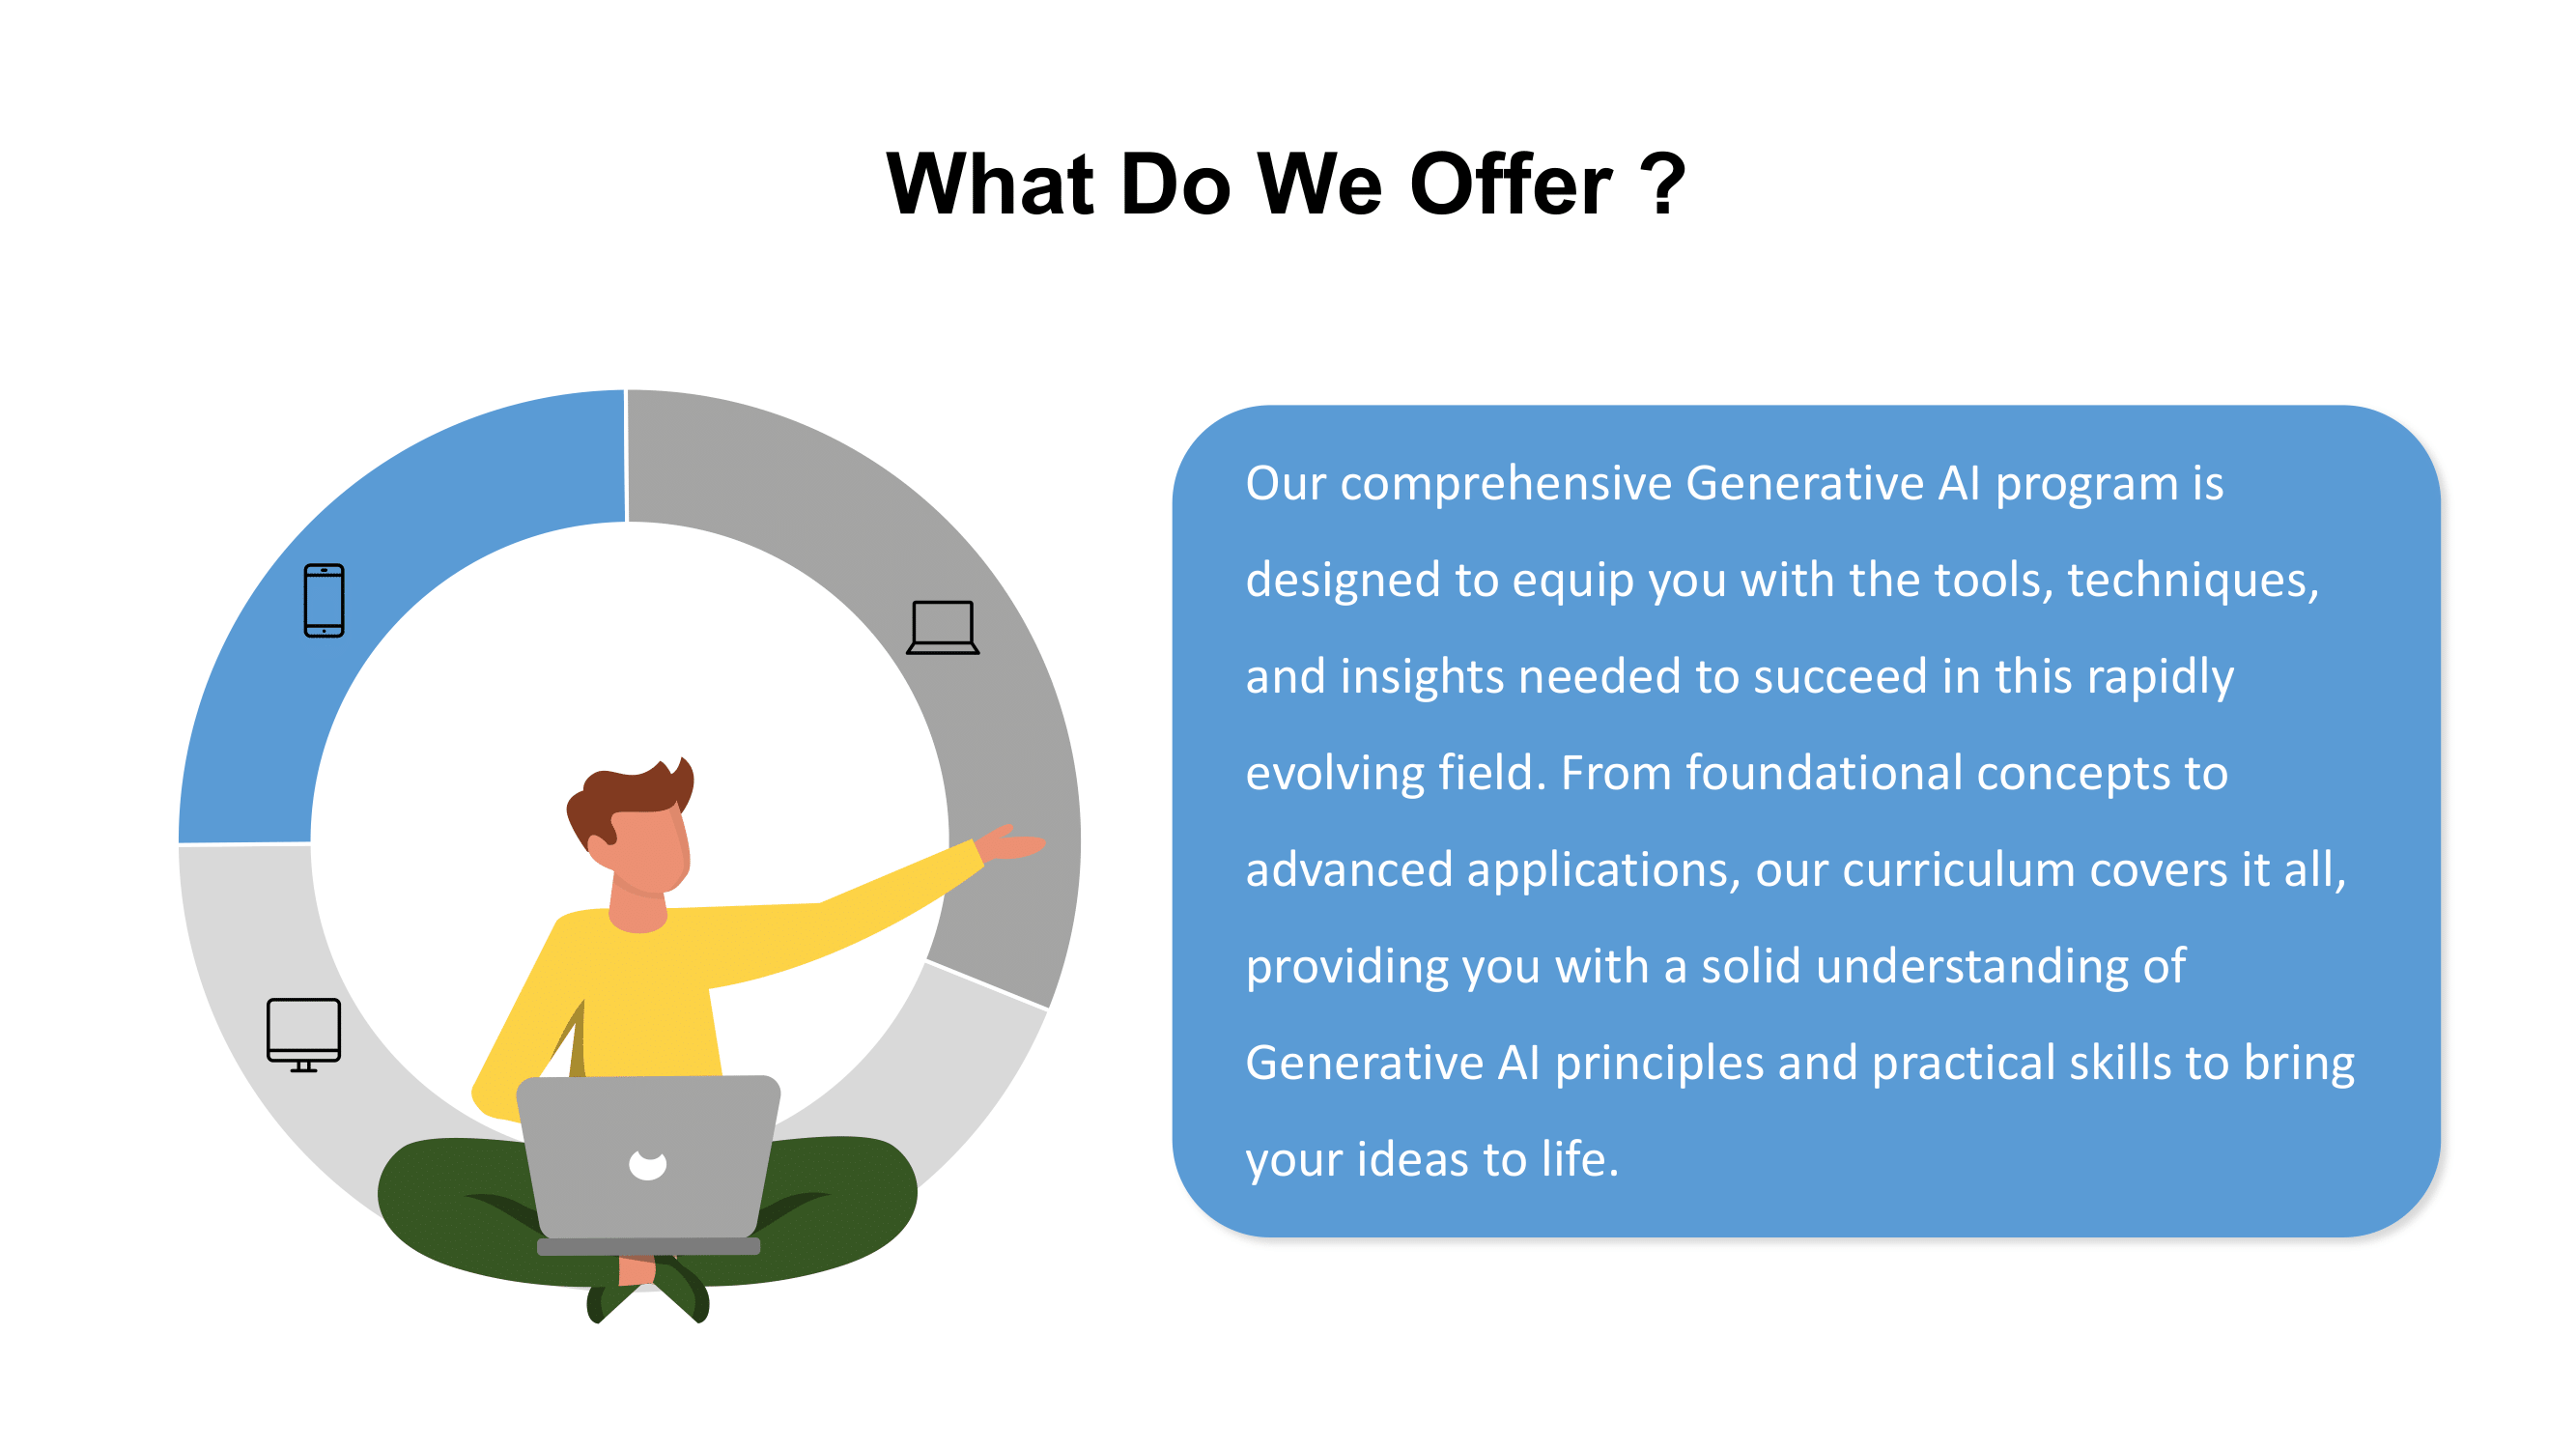 What Do We Offer ?
Our comprehensive Generative AI program is
designed to equip you with the tools, techniques,
and insights needed to succeed in this rapidly
evolving field. From foundational concepts to
advanced applications, our curriculum covers it all,
providing you with a solid understanding of
Generative AI principles and practical skills to bring
your ideas to life.